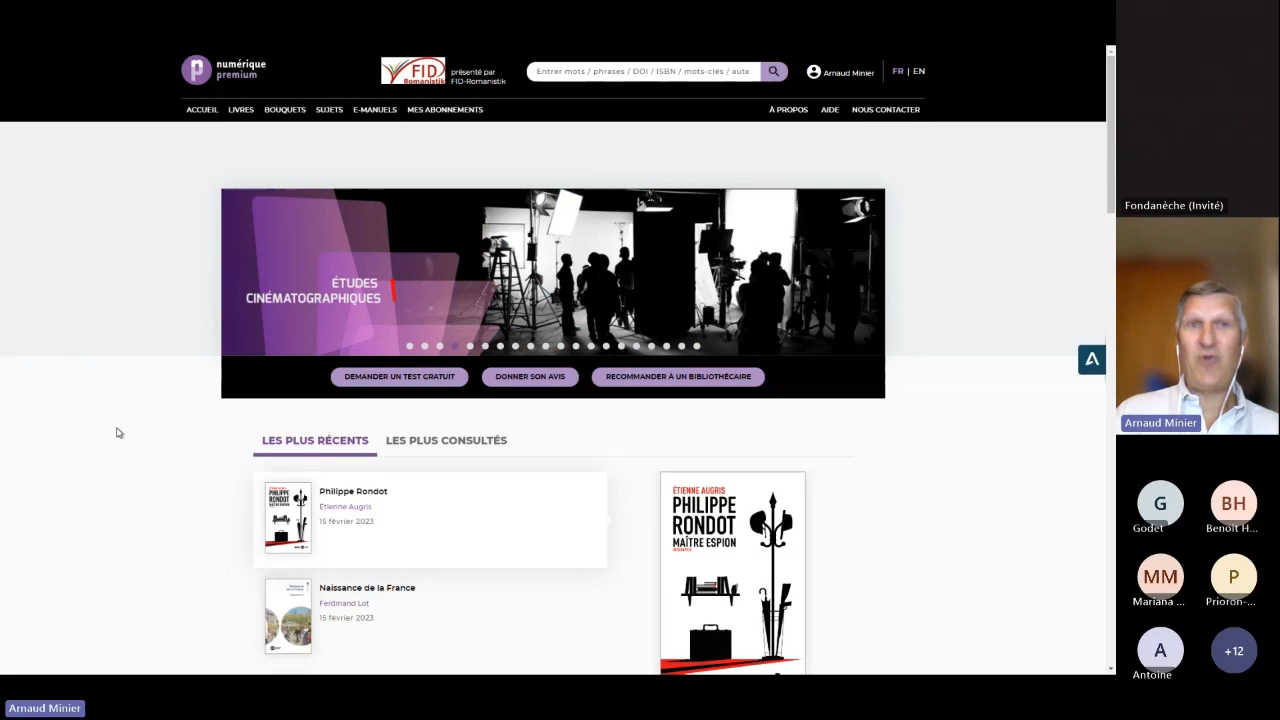 numérique
premium
FID
Romanistik
présenté par
FID-Romanistik
Entrer mots / phrases / DOI / ISBN / mots-clés / aute
Arnaud Minier
FR | EN
ACCUEIL LIVRES BOUQUETS SUJETS E-MANUELS MES ABONNEMENTS
À PROPOS AIDE NOUS CONTACTER
ÉTUDES
CINÉMATOGRAPHIQUES
DEMANDER UN TEST GRATUIT
DONNER SON AVIS
RECOMMANDER À UN BIBLIOTHÉCAIRE
LES PLUS RÉCENTS LES PLUS CONSULTÉS
PHILIPPE
RONDOT
Philippe Rondot
Étienne Augris
15 février 2023
Naissance de la France
Ferdinand Lot
15 février 2023
ÉTIENNE AUGRIS
PHILIPPE
RONDOT
MAÎTRE ESPION
Fondanèche (Invité)
Arnaud Minier
G
Godet
BH
Benoît H...
MM
Mariana ...
P
Prioron-...
A
Antoine
+12
Arnaud Minier